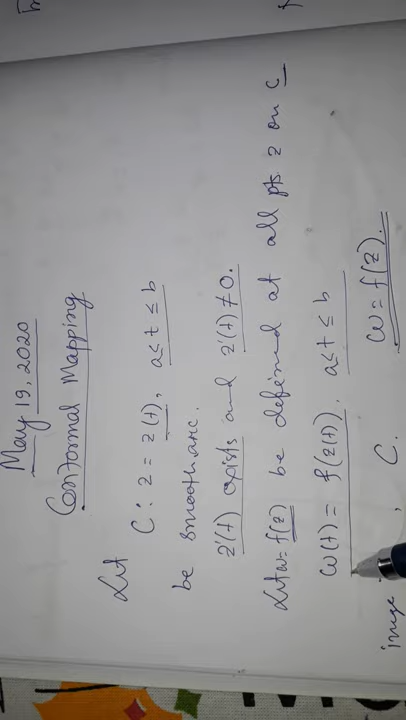 May 19, 2020
Conformal Mapping
Let
C : z = z(t), a ≤ t ≤ b
be smooth arc.
z'(t) exists and z'(t) ≠ 0.
Let w = f(z) be defined at all pts. z on C
w(t) = f(z(t)). a ≤ t ≤ b
image , C. w = f(z).